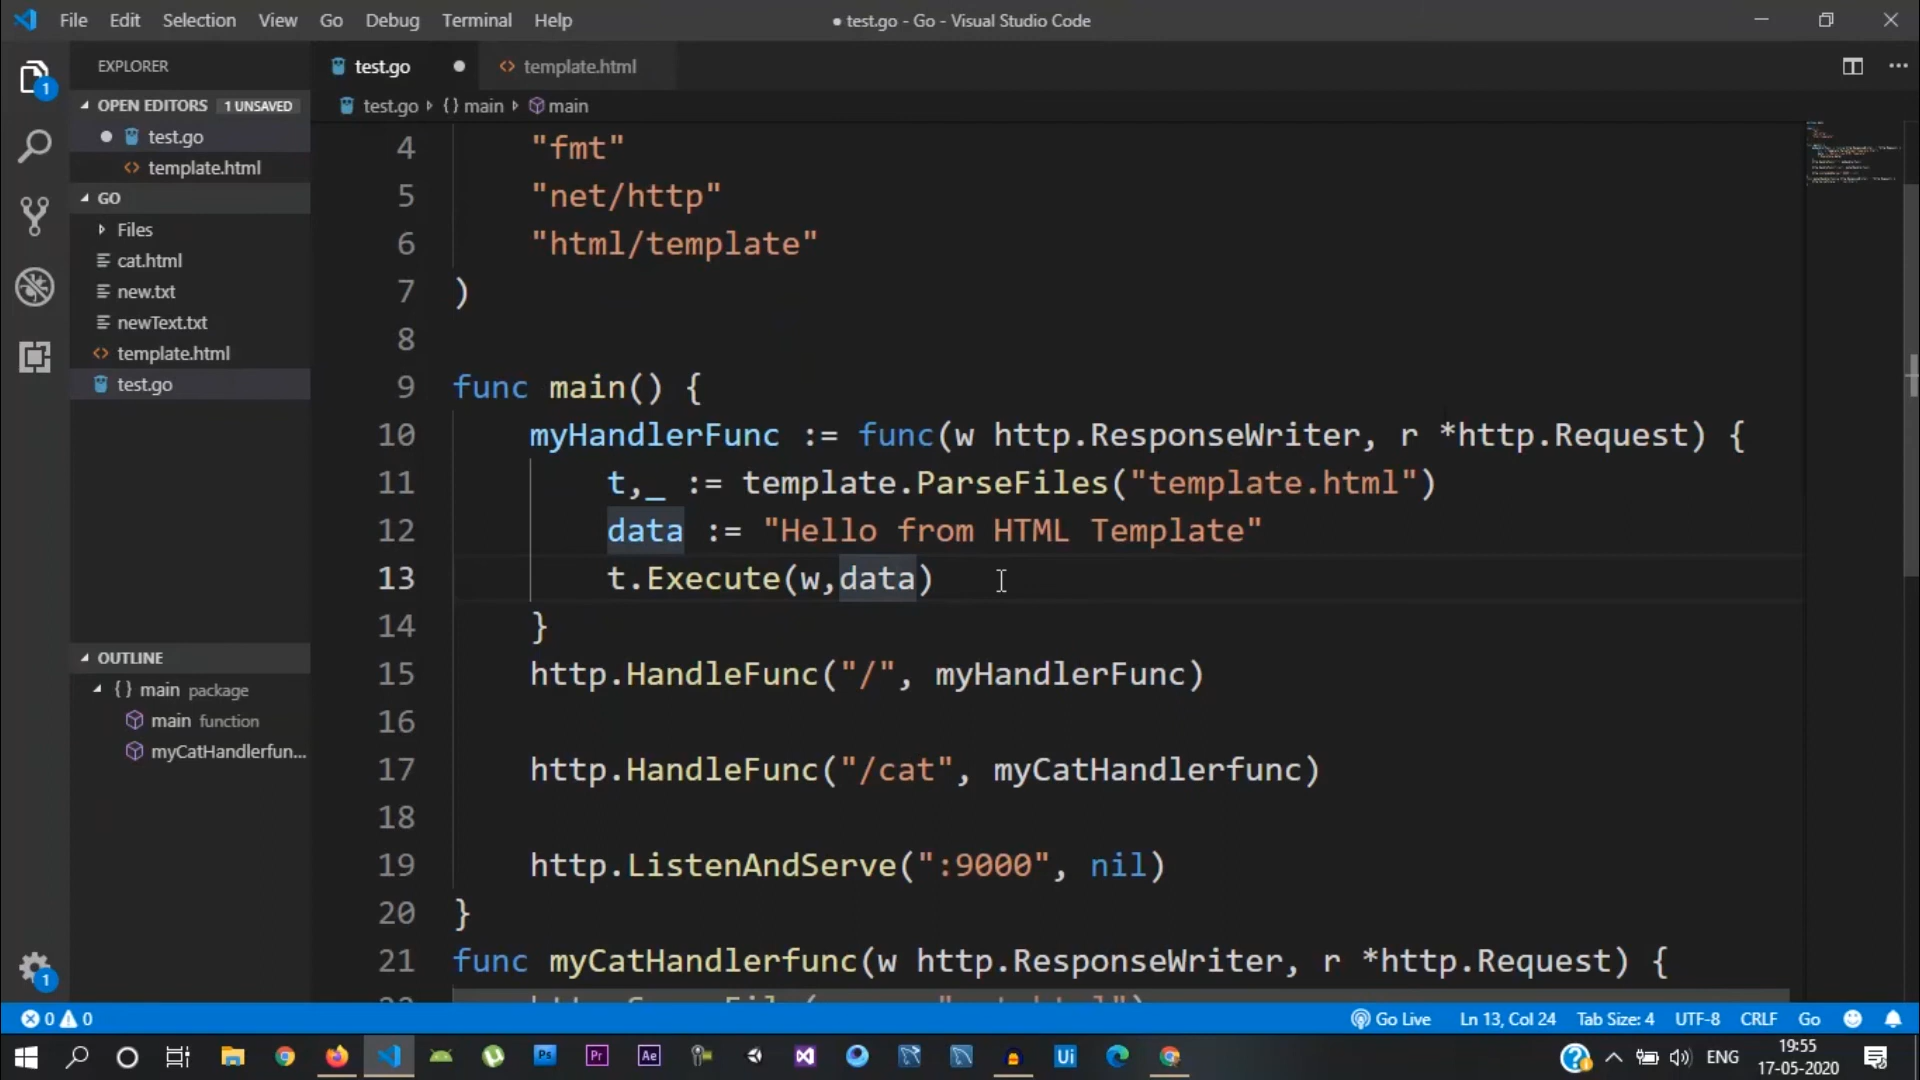 File Edit Selection View Go Debug Terminal Help
● test.go - Go - Visual Studio Code
EXPLORER
OPEN EDITORS 1 UNSAVED
test.go
template.html
GO
Files
cat.html
new.txt
newText.txt
template.html
test.go
OUTLINE
{} main package
main function
myCatHandlerfun...
test.go
template.html
test.go {} main main
4 "fmt"
5 "net/http"
6 "html/template"
7 )
8
9 func main() {
10 myHandlerFunc := func(w http.ResponseWriter, r *http.Request) {
11 t,_ := template.ParseFiles("template.html")
12 data := "Hello from HTML Template"
13 t.Execute(w,data)
14 }
15 http.HandleFunc("/", myHandlerFunc)
16
17 http.HandleFunc("/cat", myCatHandlerfunc)
18
19 http.ListenAndServe(":9000", nil)
20 }
21 func myCatHandlerfunc(w http.ResponseWriter, r *http.Request) {
1
1
0 0
Go Live Ln 13, Col 24 Tab Size: 4 UTF-8 CRLF Go
Ps Pr Ae Ui
ENG
19:55
17-05-2020